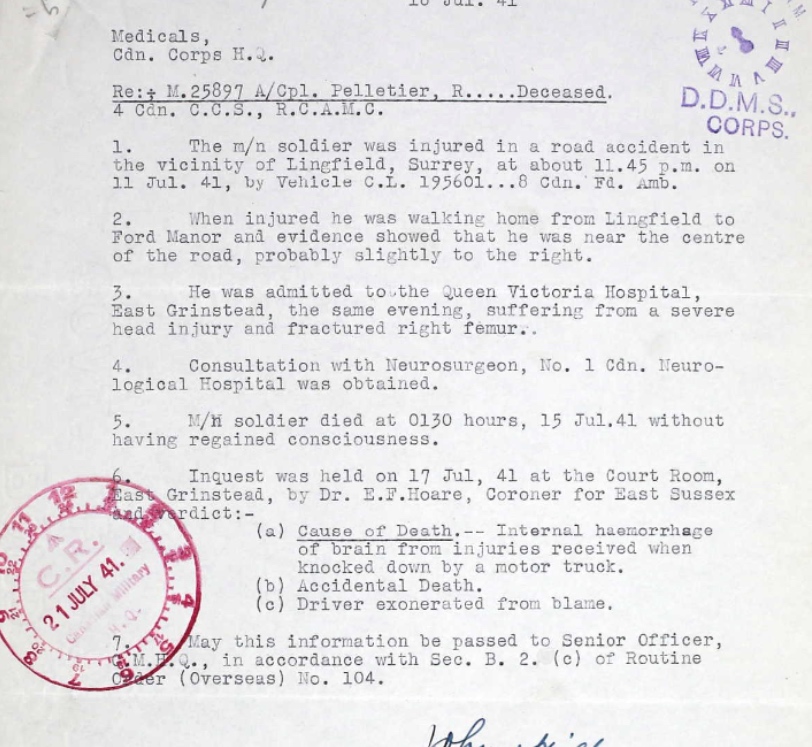 Jul. 41
Medicals,
Cdn. Corps H.Q.
Re:+ M.25897 A/Cpl. Pelletier, R.....Deceased.
4 Cdn. C.C.S., R.C.A.M.C.
D.D.M.S.,
CORPS.
1. The m/n soldier was injured in a road accident in
the vicinity of Lingfield, Surrey, at about 11.45 p.m. on
11 Jul. 41, by Vehicle C.L. 195601...8 Cdn. Fd. Amb.
2. When injured he was walking home from Lingfield to
Ford Manor and evidence showed that he was near the centre
of the road, probably slightly to the right.
3. He was admitted to the Queen Victoria Hospital,
East Grinstead, the same evening, suffering from a severe
head injury and fractured right femur..
4. Consultation with Neurosurgeon, No. 1 Cdn. Neuro-
logical Hospital was obtained.
5. M/N soldier died at 0130 hours, 15 Jul.41 without
having regained consciousness.
6. Inquest was held on 17 Jul, 41 at the Court Room,
East Grinstead, by Dr. E.F.Hoare, Coroner for East Sussex
and verdict:-
(a) Cause of Death.-- Internal haemorrhage
of brain from injuries received when
knocked down by a motor truck.
(b) Accidental Death.
(c) Driver exonerated from blame.
C.R.
21 JULY 41.
Canadian Military
H.Q.
7. May this information be passed to Senior Officer,
C.M.H.Q., in accordance with Sec. B. 2. (c) of Routine
Order (Overseas) No. 104.